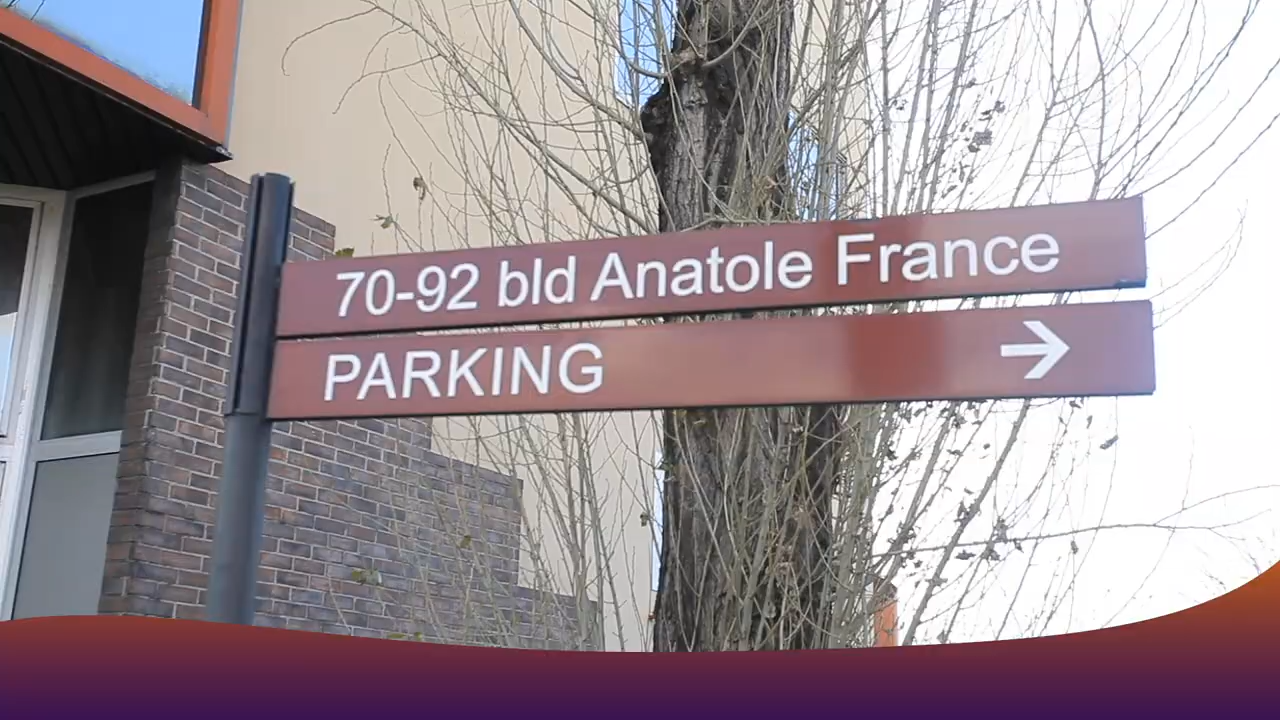 70-92 bld Anatole France
PARKING →